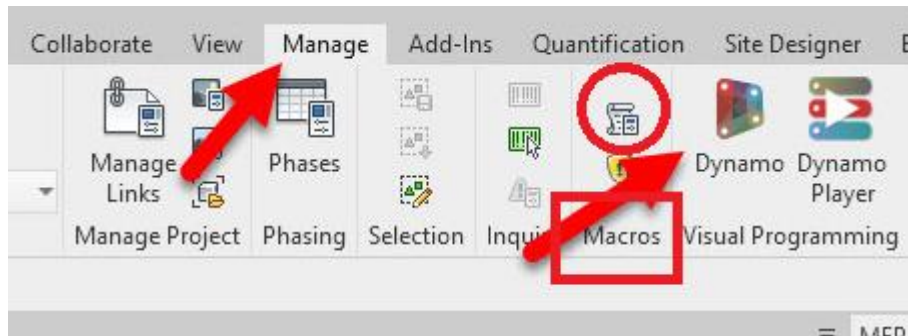 Collaborate View Manage Add-Ins Quantification Site Designer
Manage Links
Phases
Dynamo
Dynamo Player
Manage Project Phasing Selection Macros Visual Programming